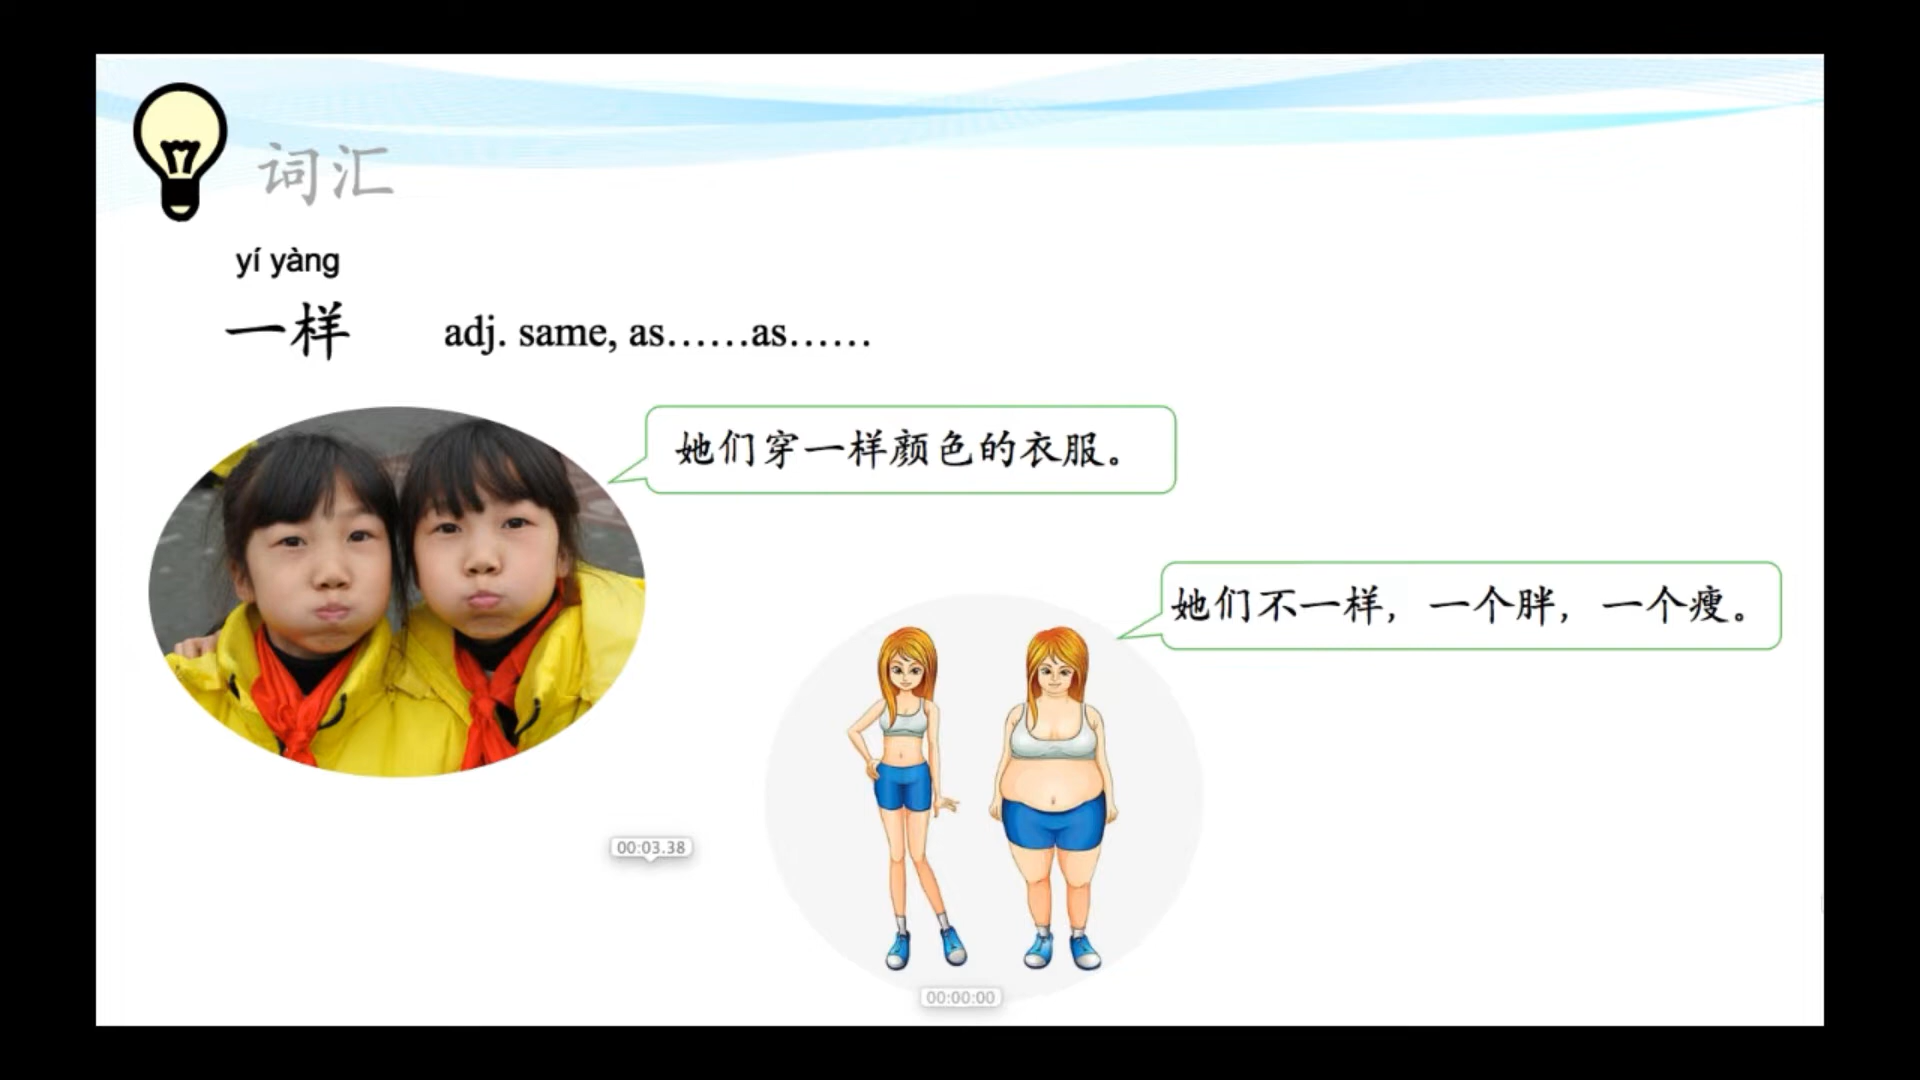 词汇
yí yàng
一样 adj. same, as……as……
她们穿一样颜色的衣服。
她们不一样，一个胖，一个瘦。
00:03.38
00:00:00